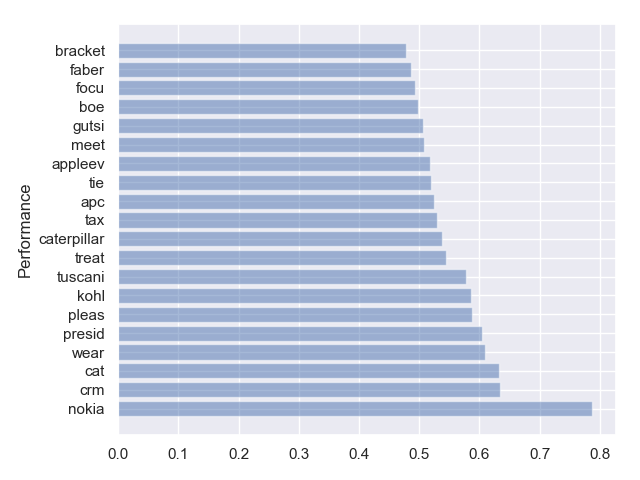 Performance
bracket
faber
focu
boe
gutsi
meet
appleev
tie
apc
tax
caterpillar
treat
tuscani
kohl
pleas
presid
wear
cat
crm
nokia
0.0 0.1 0.2 0.3 0.4 0.5 0.6 0.7 0.8